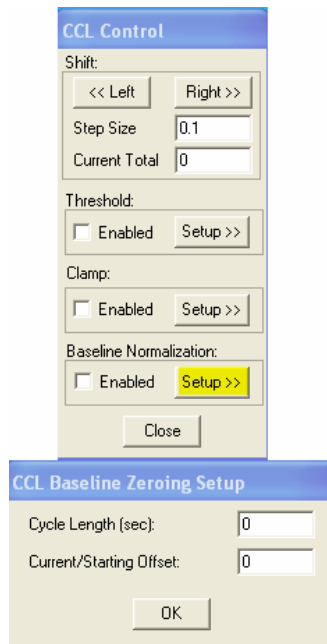 CCL Control
Shift:
<< Left Right >>
Step Size 0.1
Current Total 0
Threshold:
Enabled Setup >>
Clamp:
Enabled Setup >>
Baseline Normalization:
Enabled Setup >>
Close
CCL Baseline Zeroing Setup
Cycle Length (sec): 0
Current/Starting Offset: 0
OK